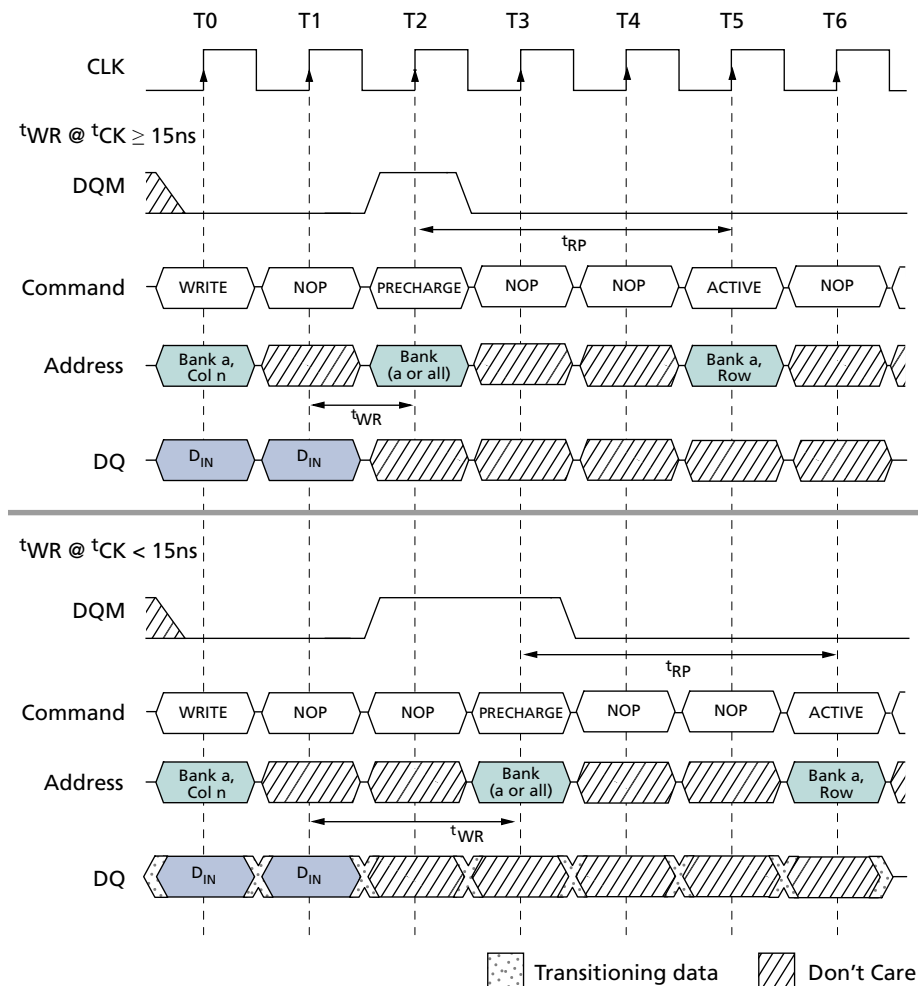 T0 T1 T2 T3 T4 T5 T6
CLK
tWR @ tCK ≥ 15ns
DQM
tRP
Command WRITE NOP PRECHARGE NOP NOP ACTIVE NOP
Address Bank a, Col n Bank (a or all) Bank a, Row
tWR
DQ DIN DIN
tWR @ tCK < 15ns
DQM
tRP
Command WRITE NOP NOP PRECHARGE NOP NOP ACTIVE
Address Bank a, Col n Bank (a or all) Bank a, Row
tWR
DQ DIN DIN
Transitioning data Don't Care